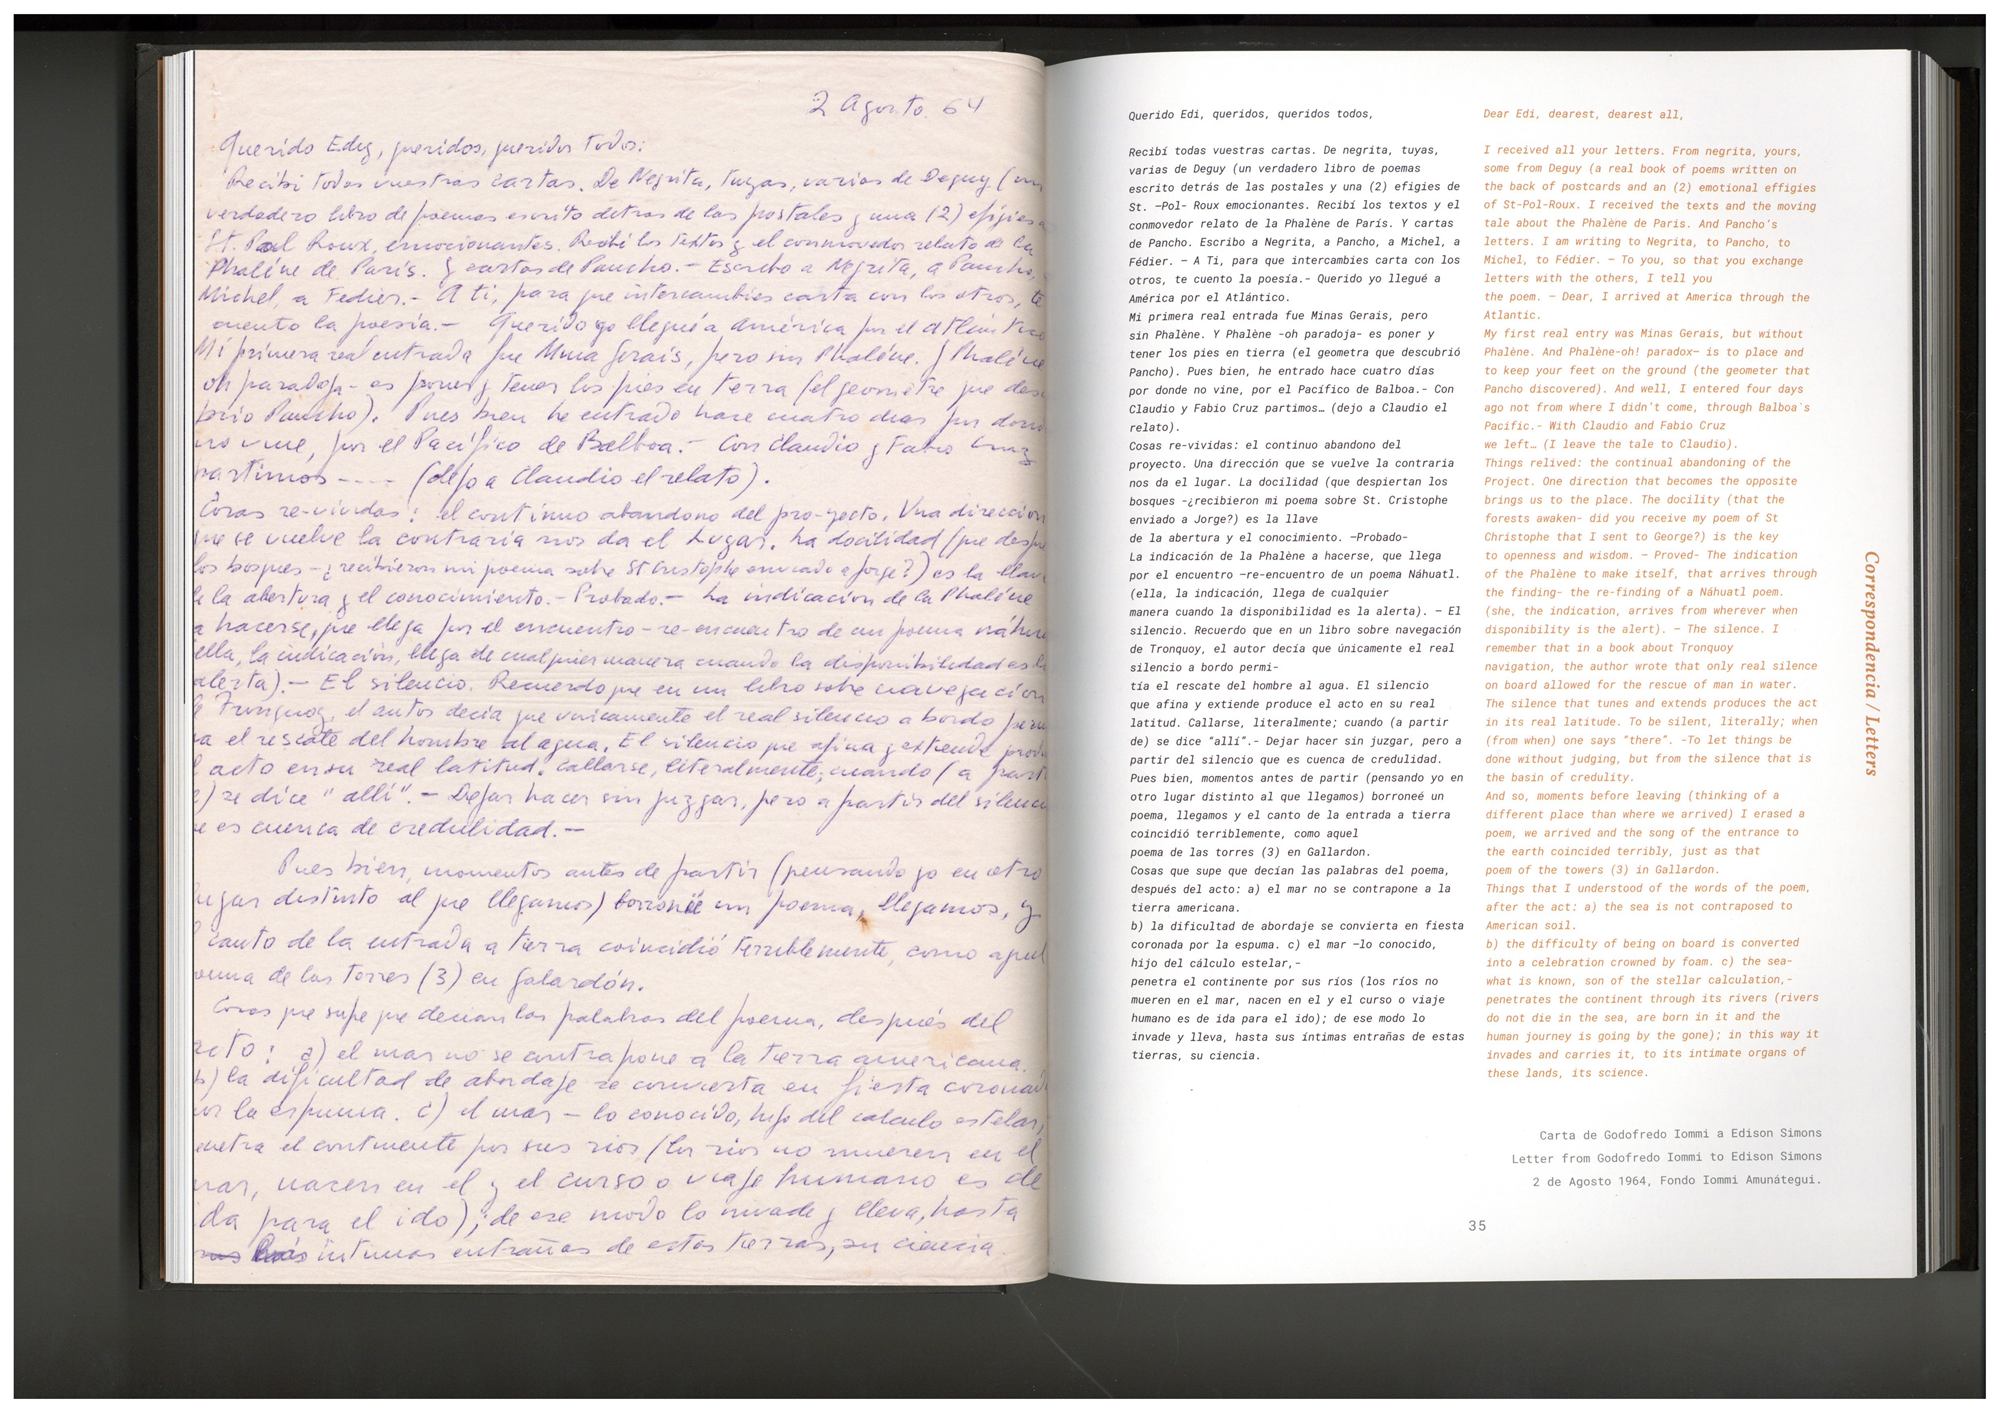 2 Agosto. 64
Querido Edy, queridos, queridos todos:
Recibi todas vuestras cartas. De Negrita, tuyas, varias de Deguy (un
verdadero libro de poemas escrito detras de las postales y una (2) efigies
St. Pol Roux, emocionantes. Recibí los textos y el conmovedor relato de la
Phaléne de Paris. y cartas de Pancho.- Escribo a Negrita, a Pancho,
Michel, a Fedier.- A ti, para que intercambies carta con los otros, te
cuento la poesía.- Querido yo llegué a América por el Atlántico
Mi primera real entrada fue Mina Gerais, pero sin Phaléne. y Phaléne
oh paradoja- es poner y tener los pies en tierra (el geometre que des
brio Pancho). Pues bien he entrado hace cuatro dias por dond
no vine, por el Pacífico de Balboa.- Con Claudio y Fabio Cruz
partimos ---- (dejo a Claudio el relato).
Cosas re-vividas: el continuo abandono del pro-yecto. Una direccion
que se vuelve la contraria nos da el Lugar. La docilidad (que despi
los bosques -¿recibieron mi poema sobre St Cristophe enviado a Jorge?) es la llav
e la abertura y el conocimiento.- Probado.- La indicación de la Phaléne
a hacerse, que llega por el encuentro-re-encuentro de un poema náhu
ella, la indicación, llega de cualquier manera cuando la disponibilidad es l
alerta).- El silencio. Recuerdo que en un libro sobre navegacion
e Tronquoy, el autor decía que unicamente el real silencio a bordo perm
a el rescate del hombre al agua. El silencio que afina y extiende produ
l acto en su real latitud. Callarse, literalmente; cuando (a part
e) se dice "allí".- Dejar hacer sin juzgar, pero a partir del silenci
e es cuenca de credulidad.-
Pues bien, momentos antes de partir (pensando yo en otro
ugar distinto al que llegamos) borroneé un poema, llegamos, y
l canto de la entrada a tierra coincidió terriblemente, como aquel
oema de las torres (3) en Galardón.
Cosas que supe que decian las palabras del poema, después del
acto: a) el mar no se contrapone a la tierra americana.
b) la dificultad de abordaje se convierta en fiesta coronad
or la espuma. c) el mar - lo conocido, hijo del calculo estelar,
enetra el continente por sus rios (los rios no mueren en el
mar, nacen en el y el curso o viaje humano es de
ida para el ido); de ese modo lo invade y lleva, hasta
sus íntimas entrañas de estas tierras, su ciencia
Querido Edi, queridos, queridos todos,
Recibí todas vuestras cartas. De negrita, tuyas,
varias de Deguy (un verdadero libro de poemas
escrito detrás de las postales y una (2) efigies de
St. –Pol- Roux emocionantes. Recibí los textos y el
conmovedor relato de la Phalène de París. Y cartas
de Pancho. Escribo a Negrita, a Pancho, a Michel, a
Fédier. – A Ti, para que intercambies carta con los
otros, te cuento la poesía.- Querido yo llegué a
América por el Atlántico.
Mi primera real entrada fue Minas Gerais, pero
sin Phalène. Y Phalène -oh paradoja- es poner y
tener los pies en tierra (el geometra que descubrió
Pancho). Pues bien, he entrado hace cuatro días
por donde no vine, por el Pacífico de Balboa.- Con
Claudio y Fabio Cruz partimos… (dejo a Claudio el
relato).
Cosas re-vividas: el continuo abandono del
proyecto. Una dirección que se vuelve la contraria
nos da el lugar. La docilidad (que despiertan los
bosques -¿recibieron mi poema sobre St. Cristophe
enviado a Jorge?) es la llave
de la abertura y el conocimiento. –Probado-
La indicación de la Phalène a hacerse, que llega
por el encuentro –re-encuentro de un poema Náhuatl.
(ella, la indicación, llega de cualquier
manera cuando la disponibilidad es la alerta). – El
silencio. Recuerdo que en un libro sobre navegación
de Tronquoy, el autor decía que únicamente el real
silencio a bordo permi-
tía el rescate del hombre al agua. El silencio
que afina y extiende produce el acto en su real
latitud. Callarse, literalmente; cuando (a partir
de) se dice “allí”.- Dejar hacer sin juzgar, pero a
partir del silencio que es cuenca de credulidad.
Pues bien, momentos antes de partir (pensando yo en
otro lugar distinto al que llegamos) borroneé un
poema, llegamos y el canto de la entrada a tierra
coincidió terriblemente, como aquel
poema de las torres (3) en Gallardon.
Cosas que supe que decían las palabras del poema,
después del acto: a) el mar no se contrapone a la
tierra americana.
b) la dificultad de abordaje se convierta en fiesta
coronada por la espuma. c) el mar –lo conocido,
hijo del cálculo estelar,-
penetra el continente por sus ríos (los ríos no
mueren en el mar, nacen en el y el curso o viaje
humano es de ida para el ido); de ese modo lo
invade y lleva, hasta sus íntimas entrañas de estas
tierras, su ciencia.
Dear Edi, dearest, dearest all,
I received all your letters. From negrita, yours,
some from Deguy (a real book of poems written on
the back of postcards and an (2) emotional effigies
of St-Pol-Roux. I received the texts and the moving
tale about the Phalène de Paris. And Pancho's
letters. I am writing to Negrita, to Pancho, to
Michel, to Fédier. – To you, so that you exchange
letters with the others, I tell you
the poem. – Dear, I arrived at America through the
Atlantic.
My first real entry was Minas Gerais, but without
Phalène. And Phalène-oh! paradox– is to place and
to keep your feet on the ground (the geometer that
Pancho discovered). And well, I entered four days
ago not from where I didn't come, through Balboa`s
Pacific.- With Claudio and Fabio Cruz
we left… (I leave the tale to Claudio).
Things relived: the continual abandoning of the
Project. One direction that becomes the opposite
brings us to the place. The docility (that the
forests awaken- did you receive my poem of St
Christophe that I sent to George?) is the key
to openness and wisdom. – Proved- The indication
of the Phalène to make itself, that arrives through
the finding- the re-finding of a Náhuatl poem.
(she, the indication, arrives from wherever when
disponibility is the alert). – The silence. I
remember that in a book about Tronquoy
navigation, the author wrote that only real silence
on board allowed for the rescue of man in water.
The silence that tunes and extends produces the act
in its real latitude. To be silent, literally; when
(from when) one says “there”. -To let things be
done without judging, but from the silence that is
the basin of credulity.
And so, moments before leaving (thinking of a
different place than where we arrived) I erased a
poem, we arrived and the song of the entrance to
the earth coincided terribly, just as that
poem of the towers (3) in Gallardon.
Things that I understood of the words of the poem,
after the act: a) the sea is not contraposed to
American soil.
b) the difficulty of being on board is converted
into a celebration crowned by foam. c) the sea-
what is known, son of the stellar calculation,-
penetrates the continent through its rivers (rivers
do not die in the sea, are born in it and the
human journey is going by the gone); in this way it
invades and carries it, to its intimate organs of
these lands, its science.
Correspondencia / Letters
Carta de Godofredo Iommi a Edison Simons
Letter from Godofredo Iommi to Edison Simons
2 de Agosto 1964, Fondo Iommi Amunátegui.
35